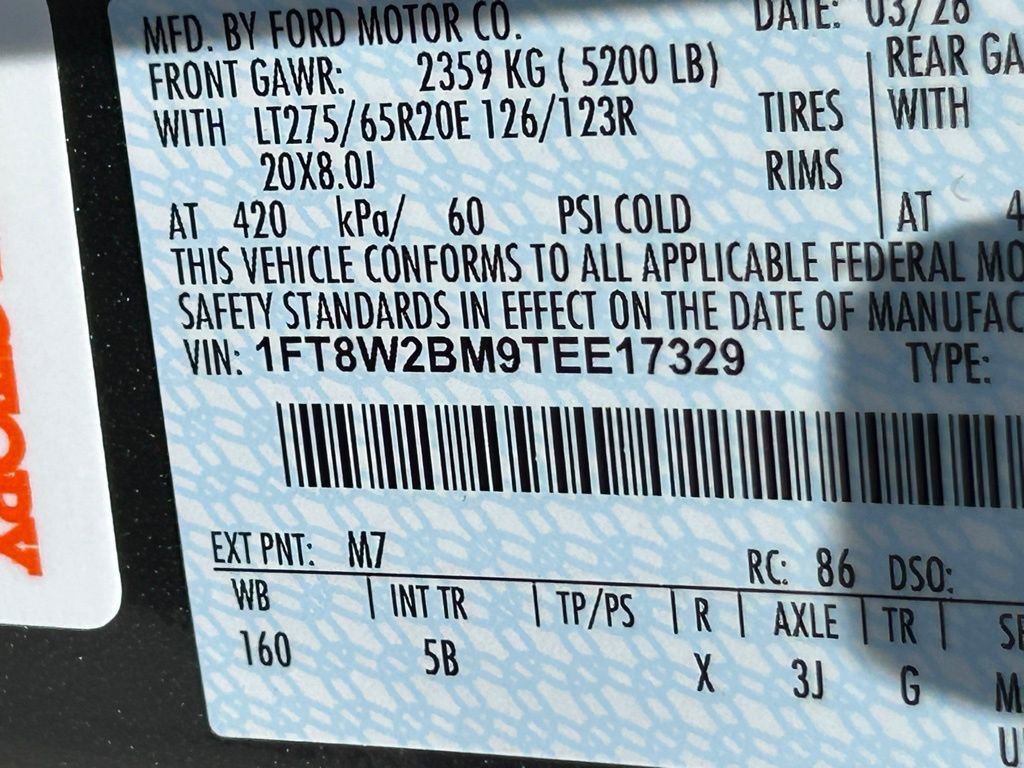 MFD. BY FORD MOTOR CO.
DATE: 03/26
FRONT GAWR: 2359 KG ( 5200 LB)
REAR GA
WITH LT275/65R20E 126/123R TIRES
WITH
20X8.0J RIMS
AT 420 kPa/ 60 PSI COLD
AT 4
THIS VEHICLE CONFORMS TO ALL APPLICABLE FEDERAL MO
SAFETY STANDARDS IN EFFECT ON THE DATE OF MANUFAC
VIN: 1FT8W2BM9TEE17329 TYPE:
EXT PNT: M7 RC: 86 DSO:
WB | INT TR | TP/PS | R | AXLE | TR |
160 5B X 3J G